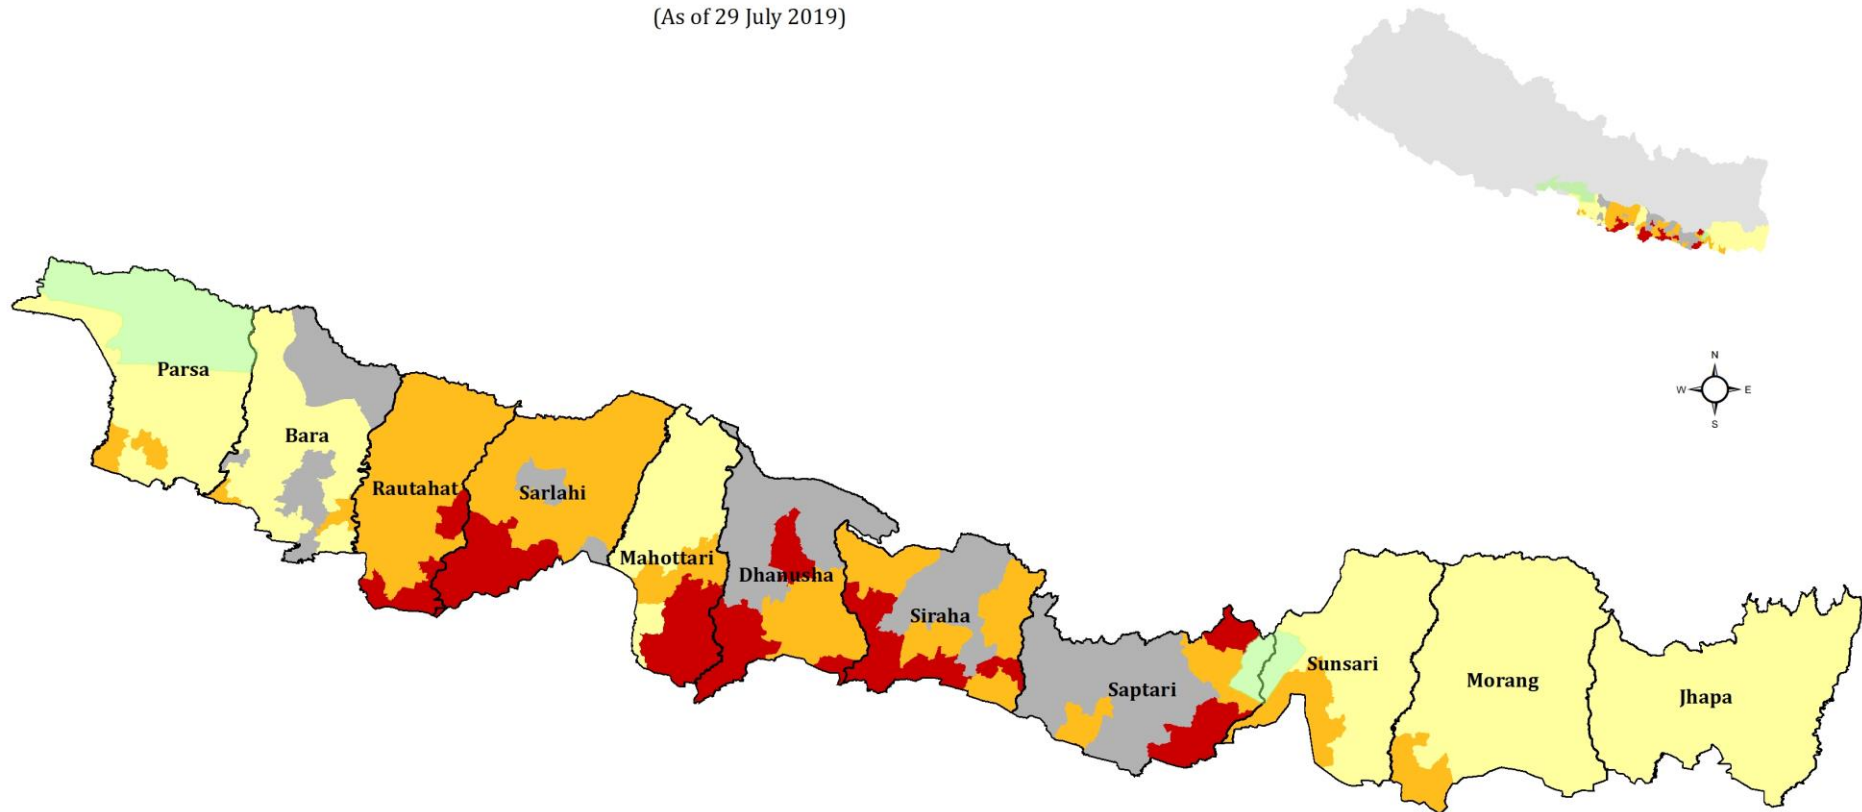 (As of 29 July 2019)
N
W E
S
Parsa
Bara
Rautahat
Sarlahi
Mahottari
Dhanusha
Siraha
Saptari
Sunsari
Morang
Jhapa